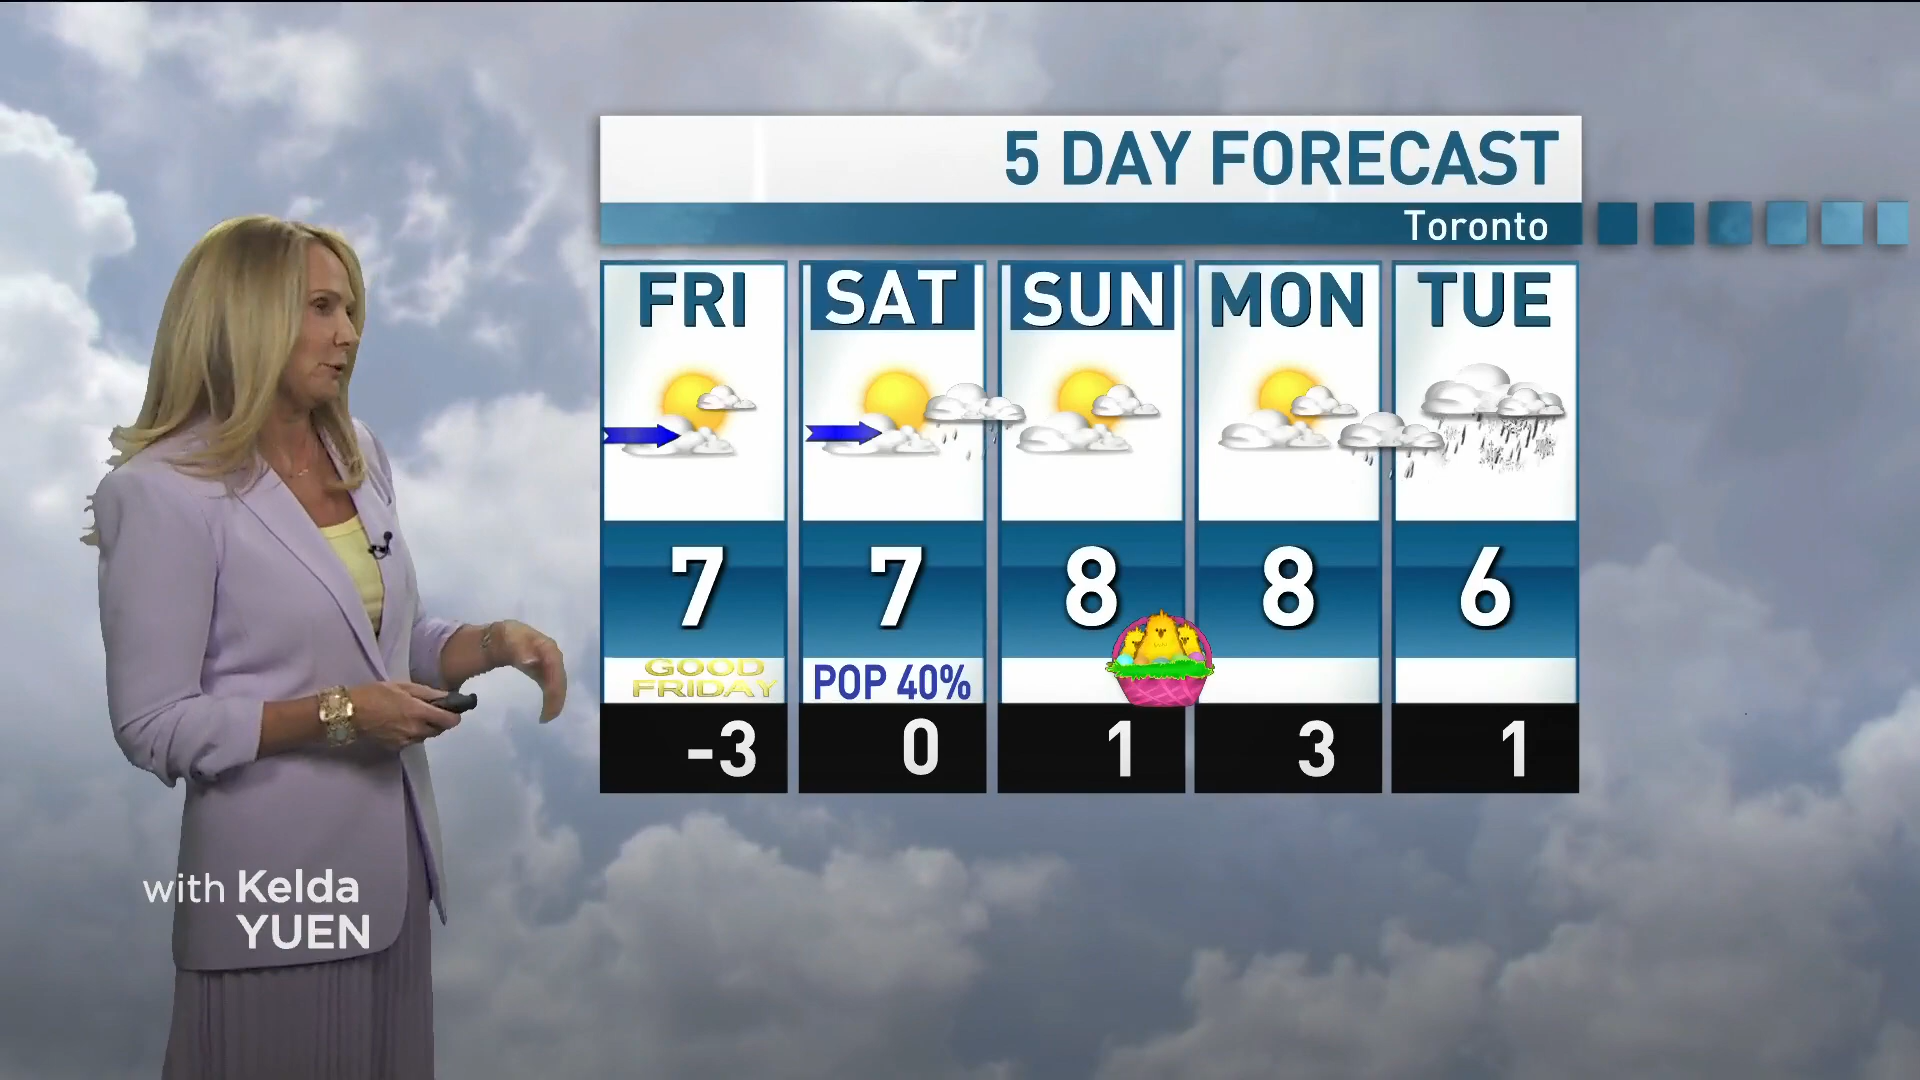 5 DAY FORECAST
Toronto
FRI SAT SUN MON TUE
7 7 8 8 6
GOOD
FRIDAY
POP 40%
-3 0 1 3 1
with Kelda
YUEN